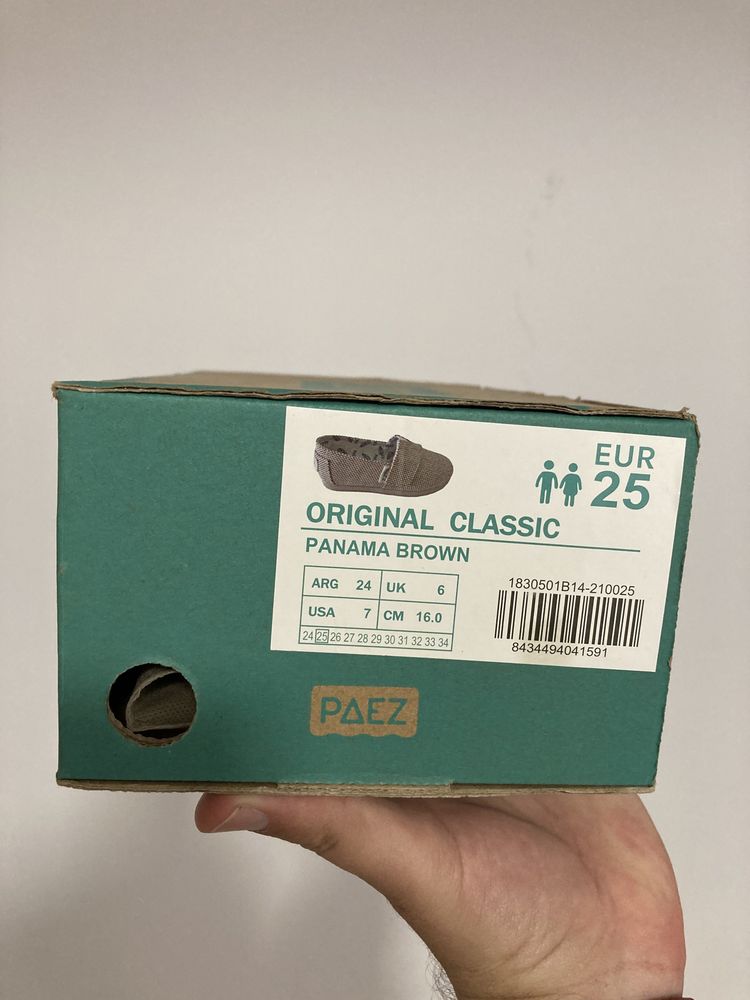 EUR
25
ORIGINAL CLASSIC
PANAMA BROWN
ARG 24 UK 6
USA 7 CM 16.0
24 25 26 27 28 29 30 31 32 33 34
1830501B14-210025
8434494041591
PAEZ